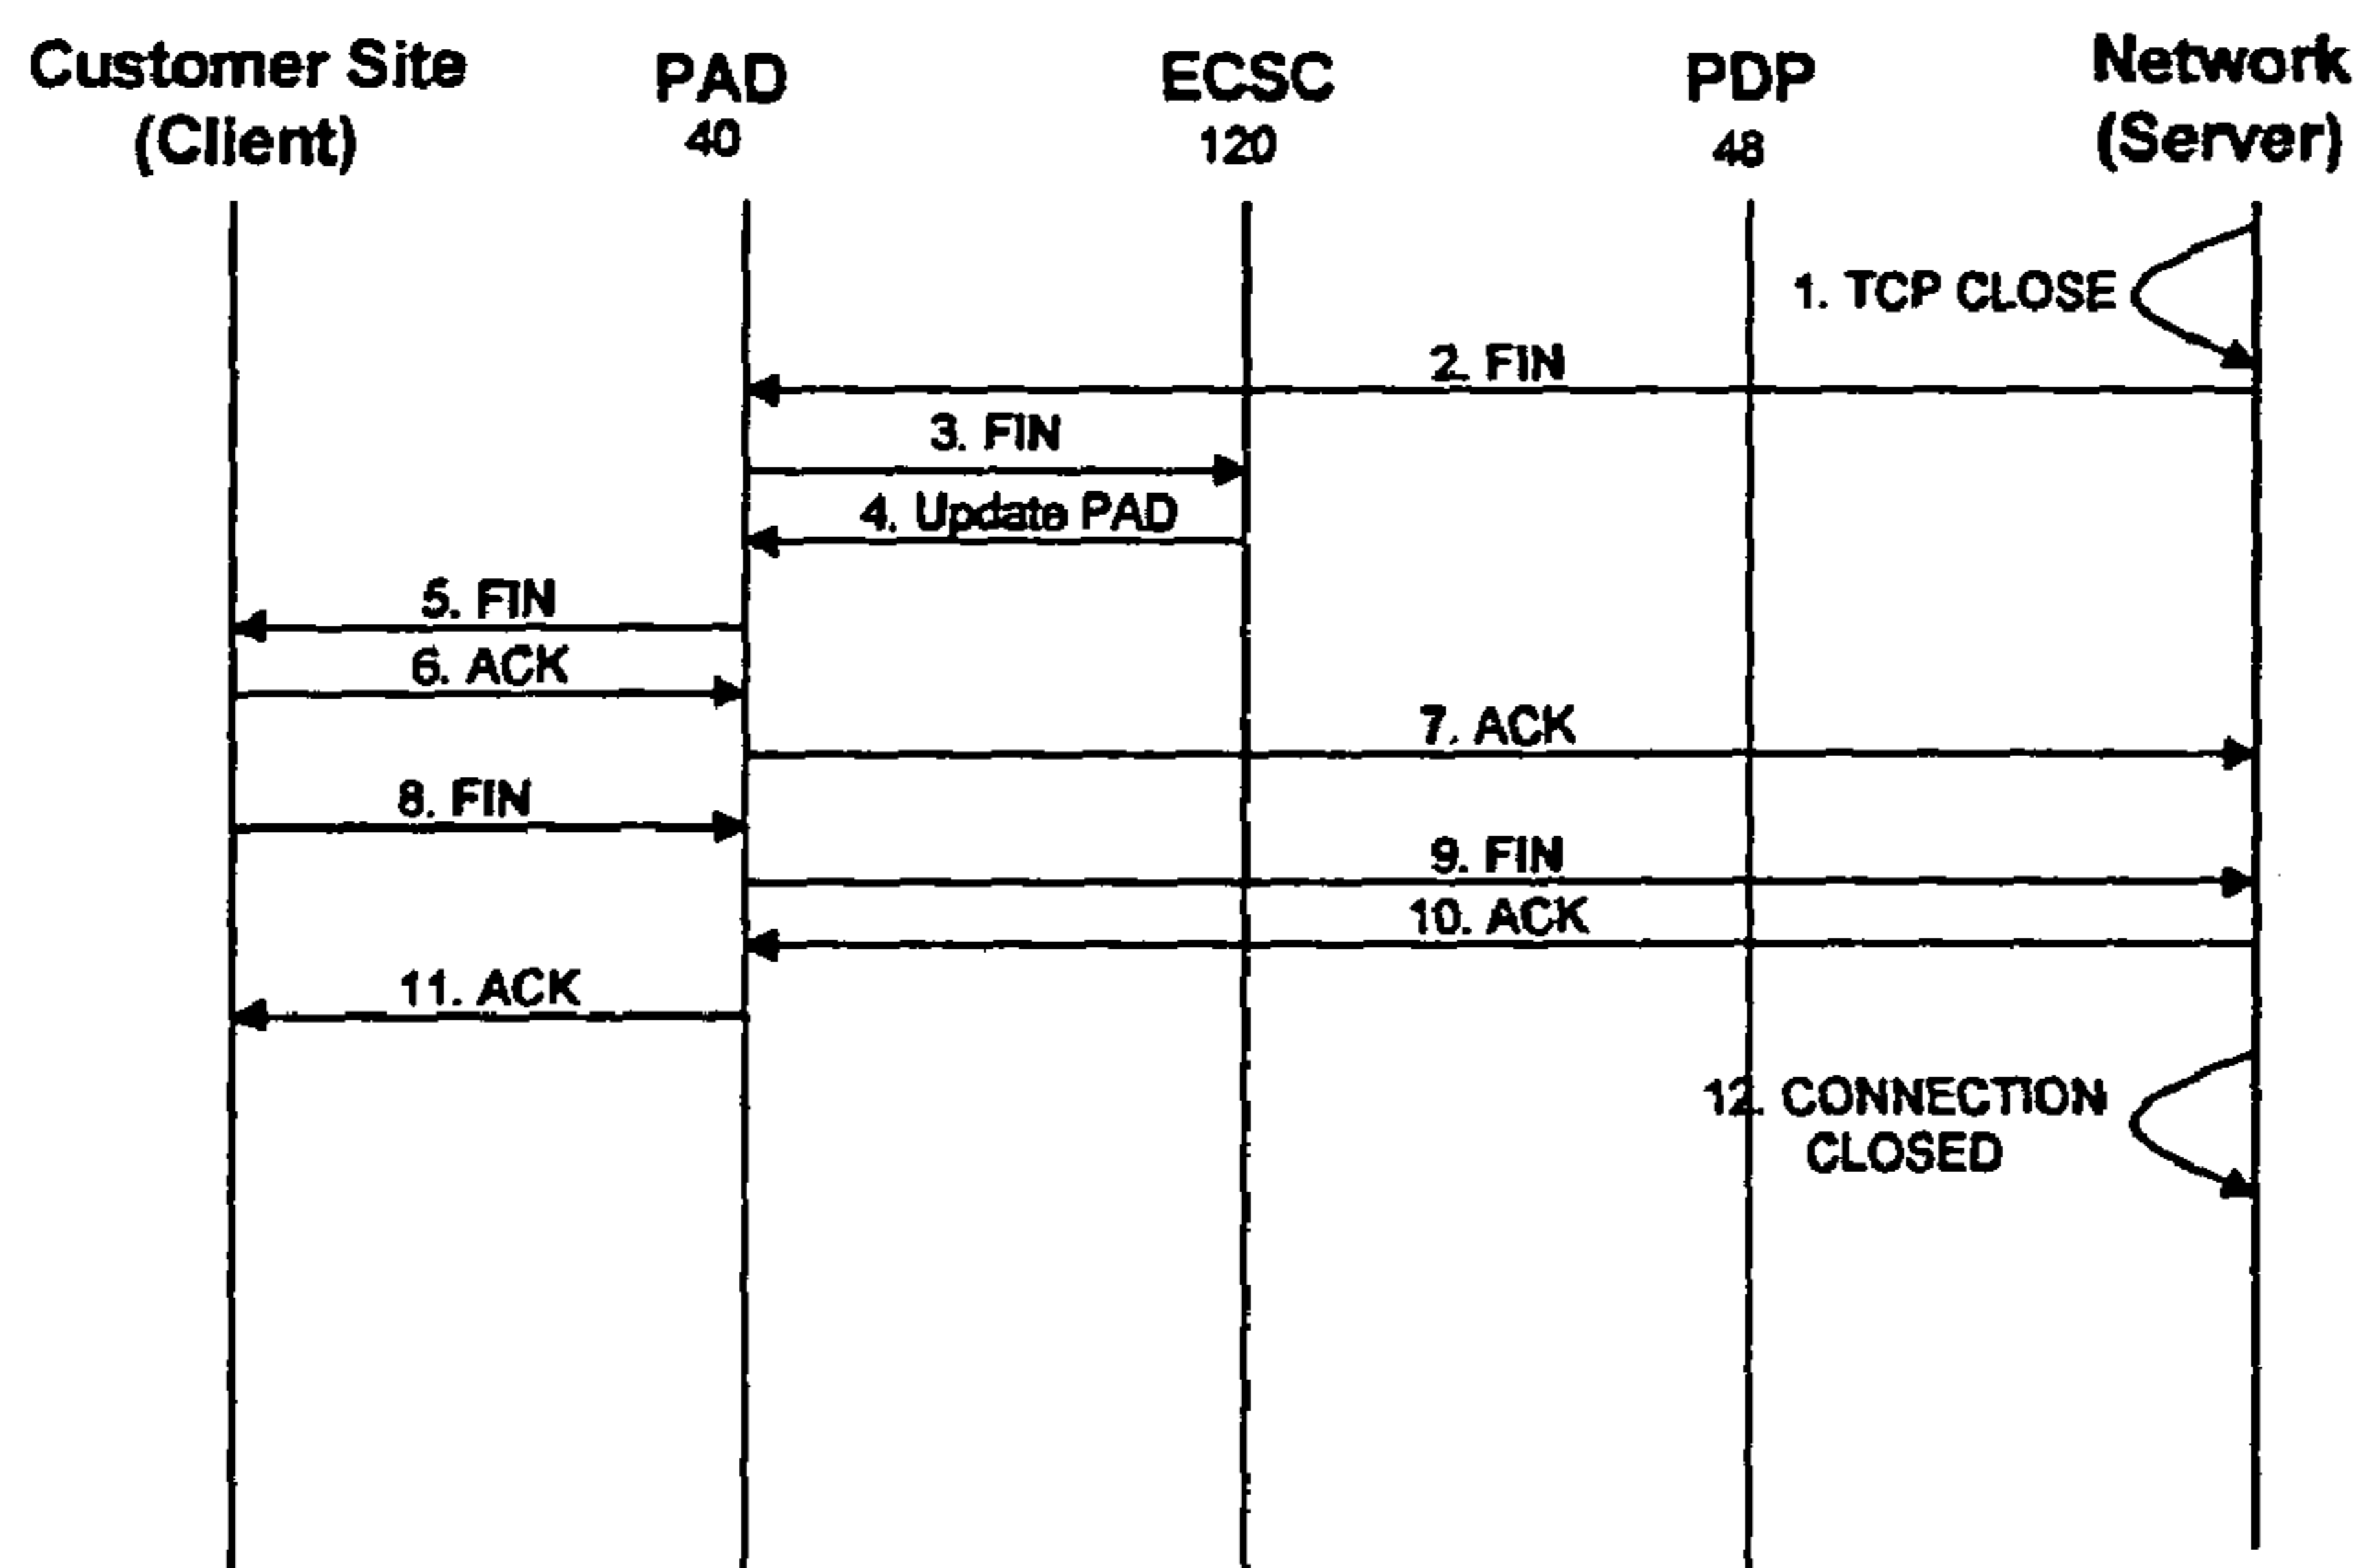 Customer Site
(Client)
PAD
40
ECSC
120
PDP
48
Network
(Server)
1. TCP CLOSE
2. FIN
3. FIN
4. Update PAD
5. FIN
6. ACK
7. ACK
8. FIN
9. FIN
10. ACK
11. ACK
12. CONNECTION
CLOSED